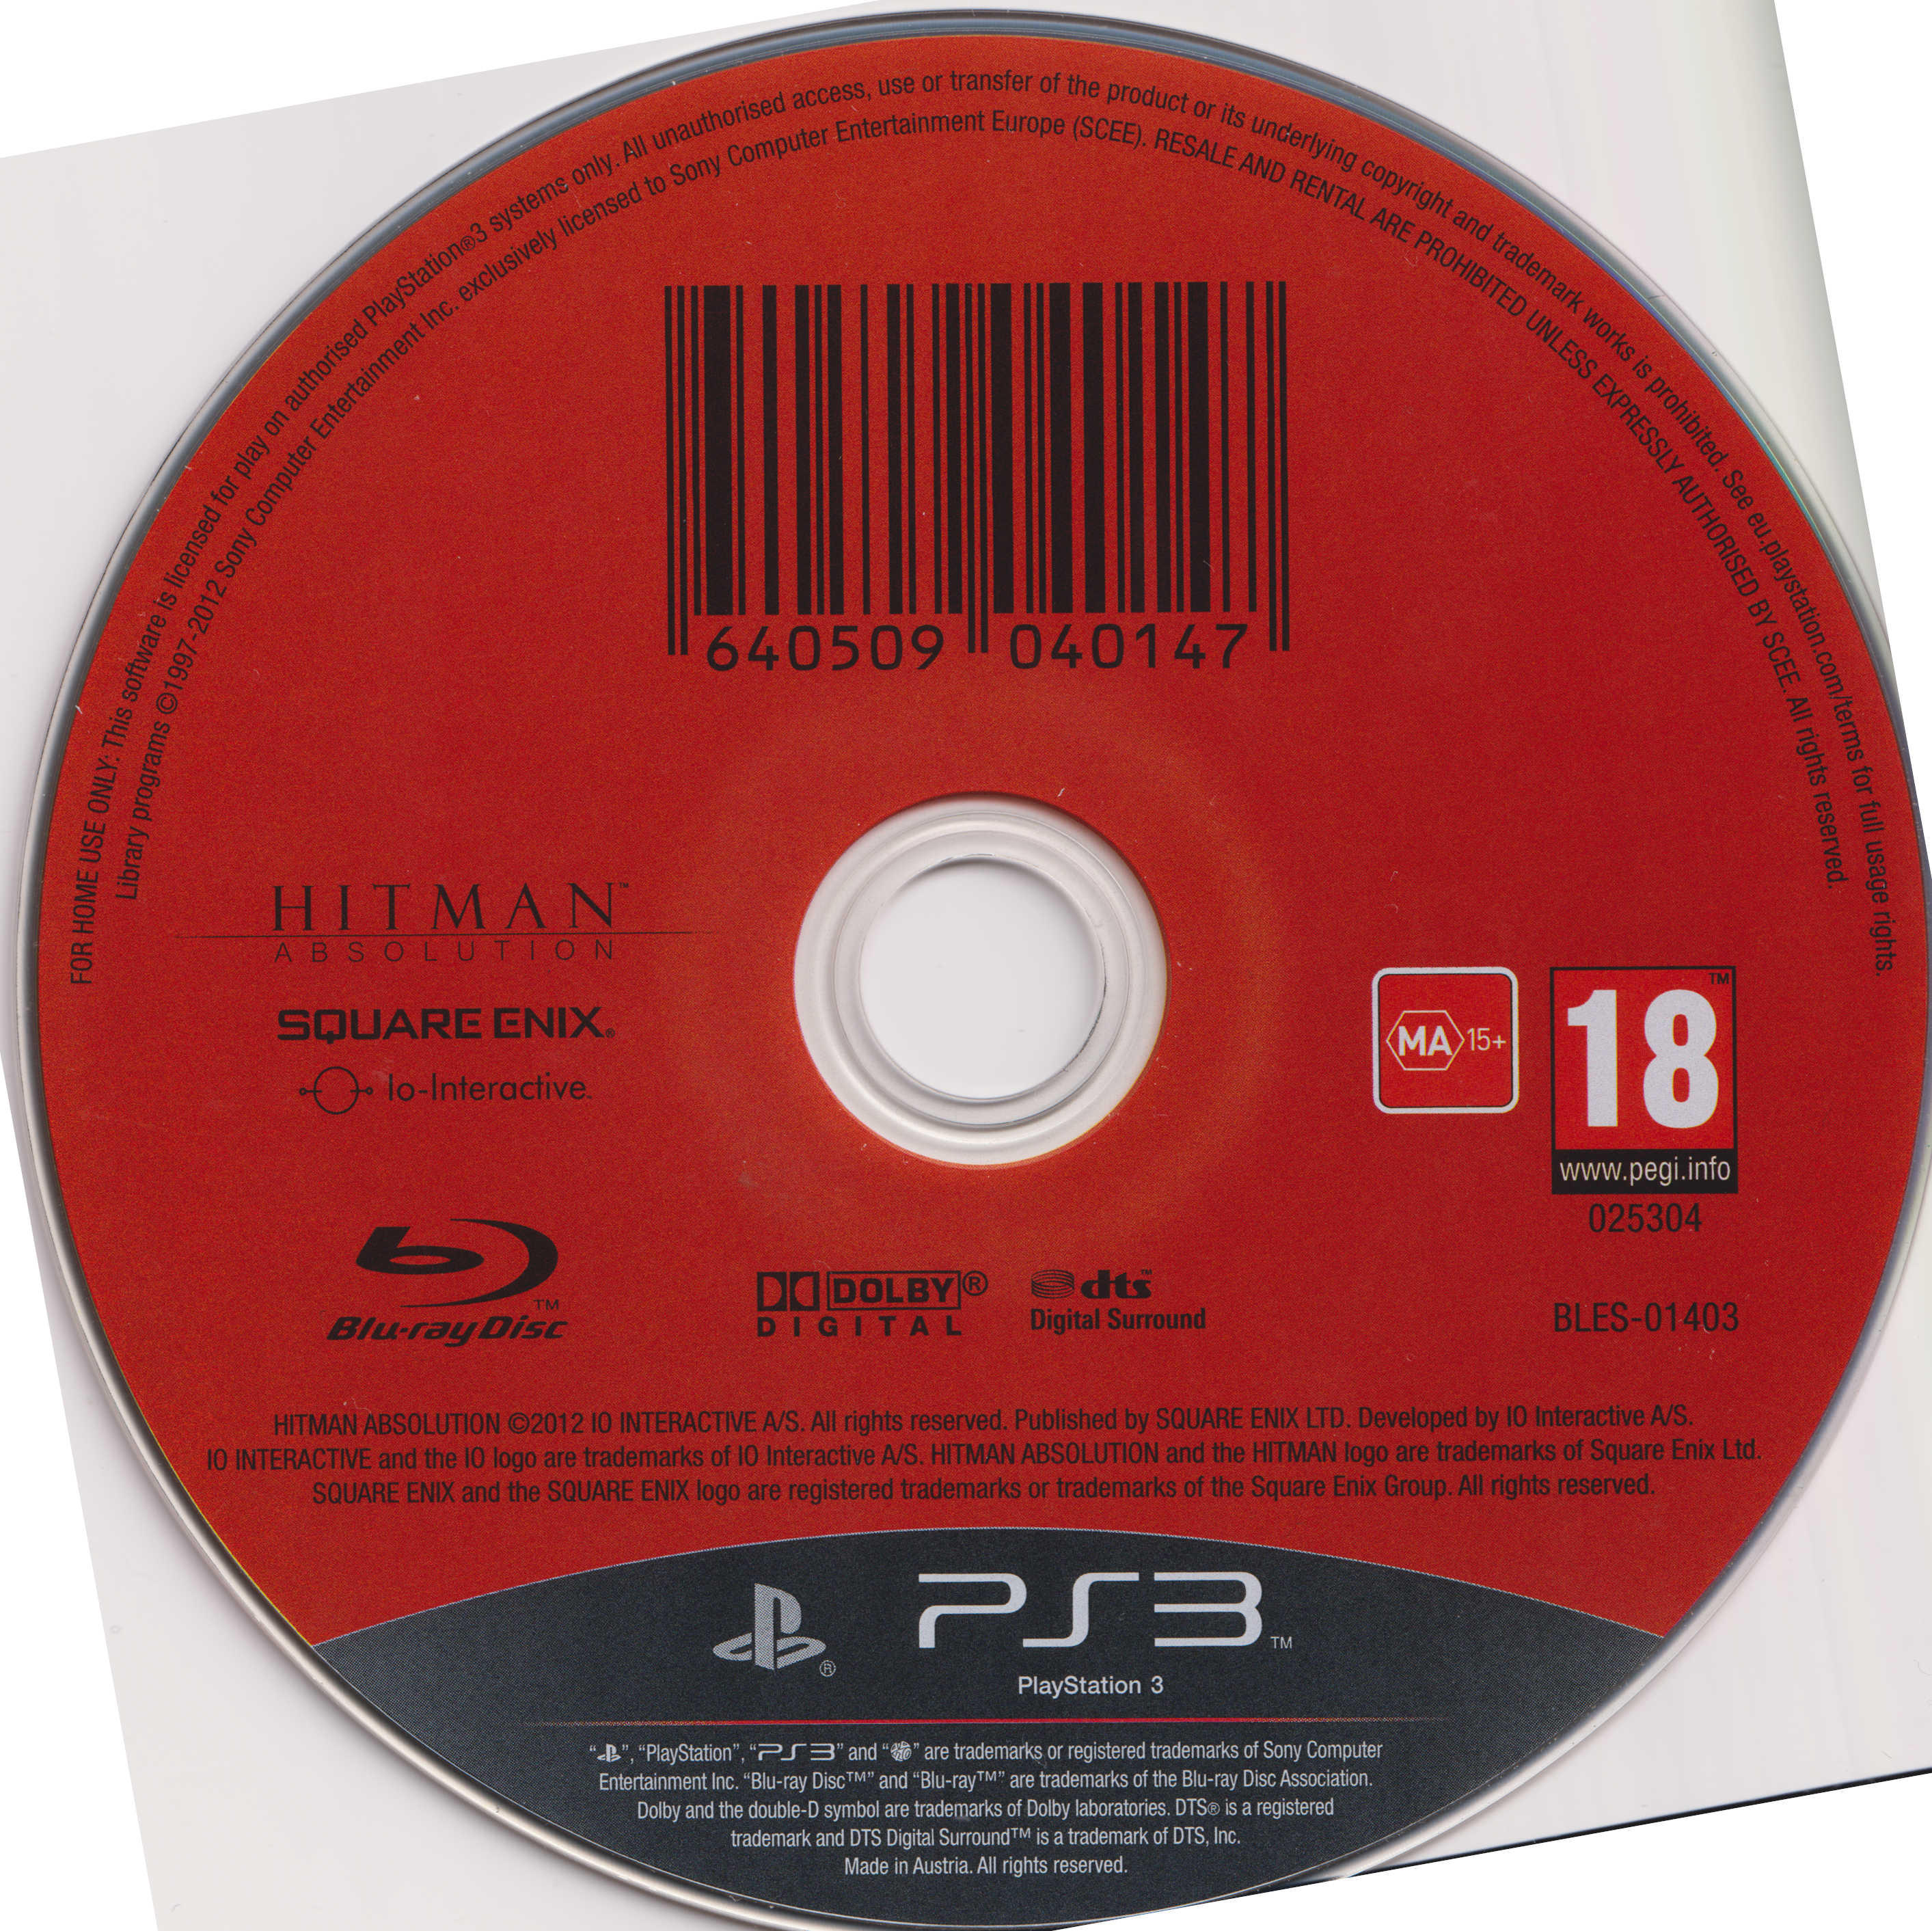 FOR HOME USE ONLY: This software is licensed for play on authorised PlayStation®3 systems only. All unauthorised access, use or transfer of the product or its underlying copyright and trademark works is prohibited. See eu.playstation.com/terms for full usage rights.
Library programs ©1997-2012 Sony Computer Entertainment Inc. exclusively licensed to Sony Computer Entertainment Europe (SCEE). RESALE AND RENTAL ARE PROHIBITED UNLESS EXPRESSLY AUTHORISED BY SCEE. All rights reserved.
640509 040147
HITMAN™
ABSOLUTION
SQUARE ENIX®
Io-Interactive™
MA 15+
18™
www.pegi.info
025304
Blu-ray Disc™
DOLBY®
DIGITAL
dts™
Digital Surround
BLES-01403
HITMAN ABSOLUTION ©2012 IO INTERACTIVE A/S. All rights reserved. Published by SQUARE ENIX LTD. Developed by IO Interactive A/S.
IO INTERACTIVE and the IO logo are trademarks of IO Interactive A/S. HITMAN ABSOLUTION and the HITMAN logo are trademarks of Square Enix Ltd.
SQUARE ENIX and the SQUARE ENIX logo are registered trademarks or trademarks of the Square Enix Group. All rights reserved.
® PS3™
PlayStation 3
“ ”, “PlayStation”, “PS3” and “ ” are trademarks or registered trademarks of Sony Computer
Entertainment Inc. “Blu-ray Disc™” and “Blu-ray™” are trademarks of the Blu-ray Disc Association.
Dolby and the double-D symbol are trademarks of Dolby laboratories. DTS® is a registered
trademark and DTS Digital Surround™ is a trademark of DTS, Inc.
Made in Austria. All rights reserved.